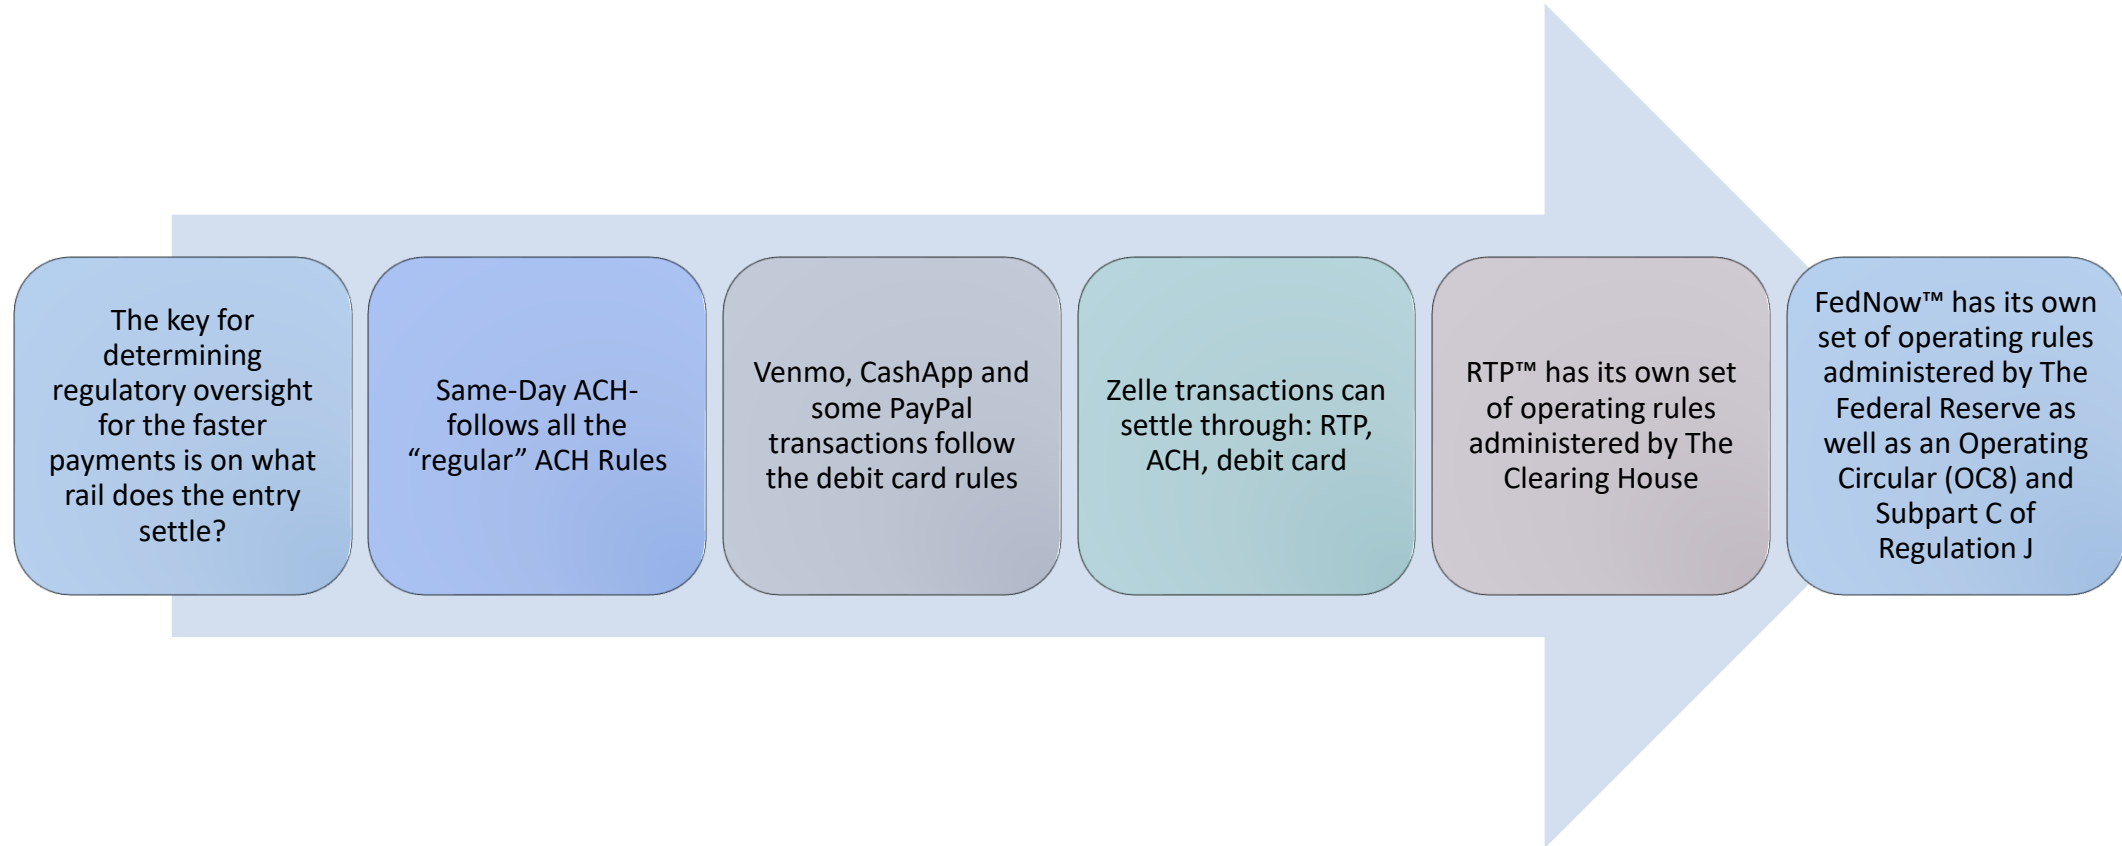 The key for
determining
regulatory oversight
for the faster
payments is on what
rail does the entry
settle?
Same-Day ACH-
follows all the
“regular” ACH Rules
Venmo, CashApp and
some PayPal
transactions follow
the debit card rules
Zelle transactions can
settle through: RTP,
ACH, debit card
RTP™ has its own set
of operating rules
administered by The
Clearing House
FedNow™ has its own
set of operating rules
administered by The
Federal Reserve as
well as an Operating
Circular (OC8) and
Subpart C of
Regulation J